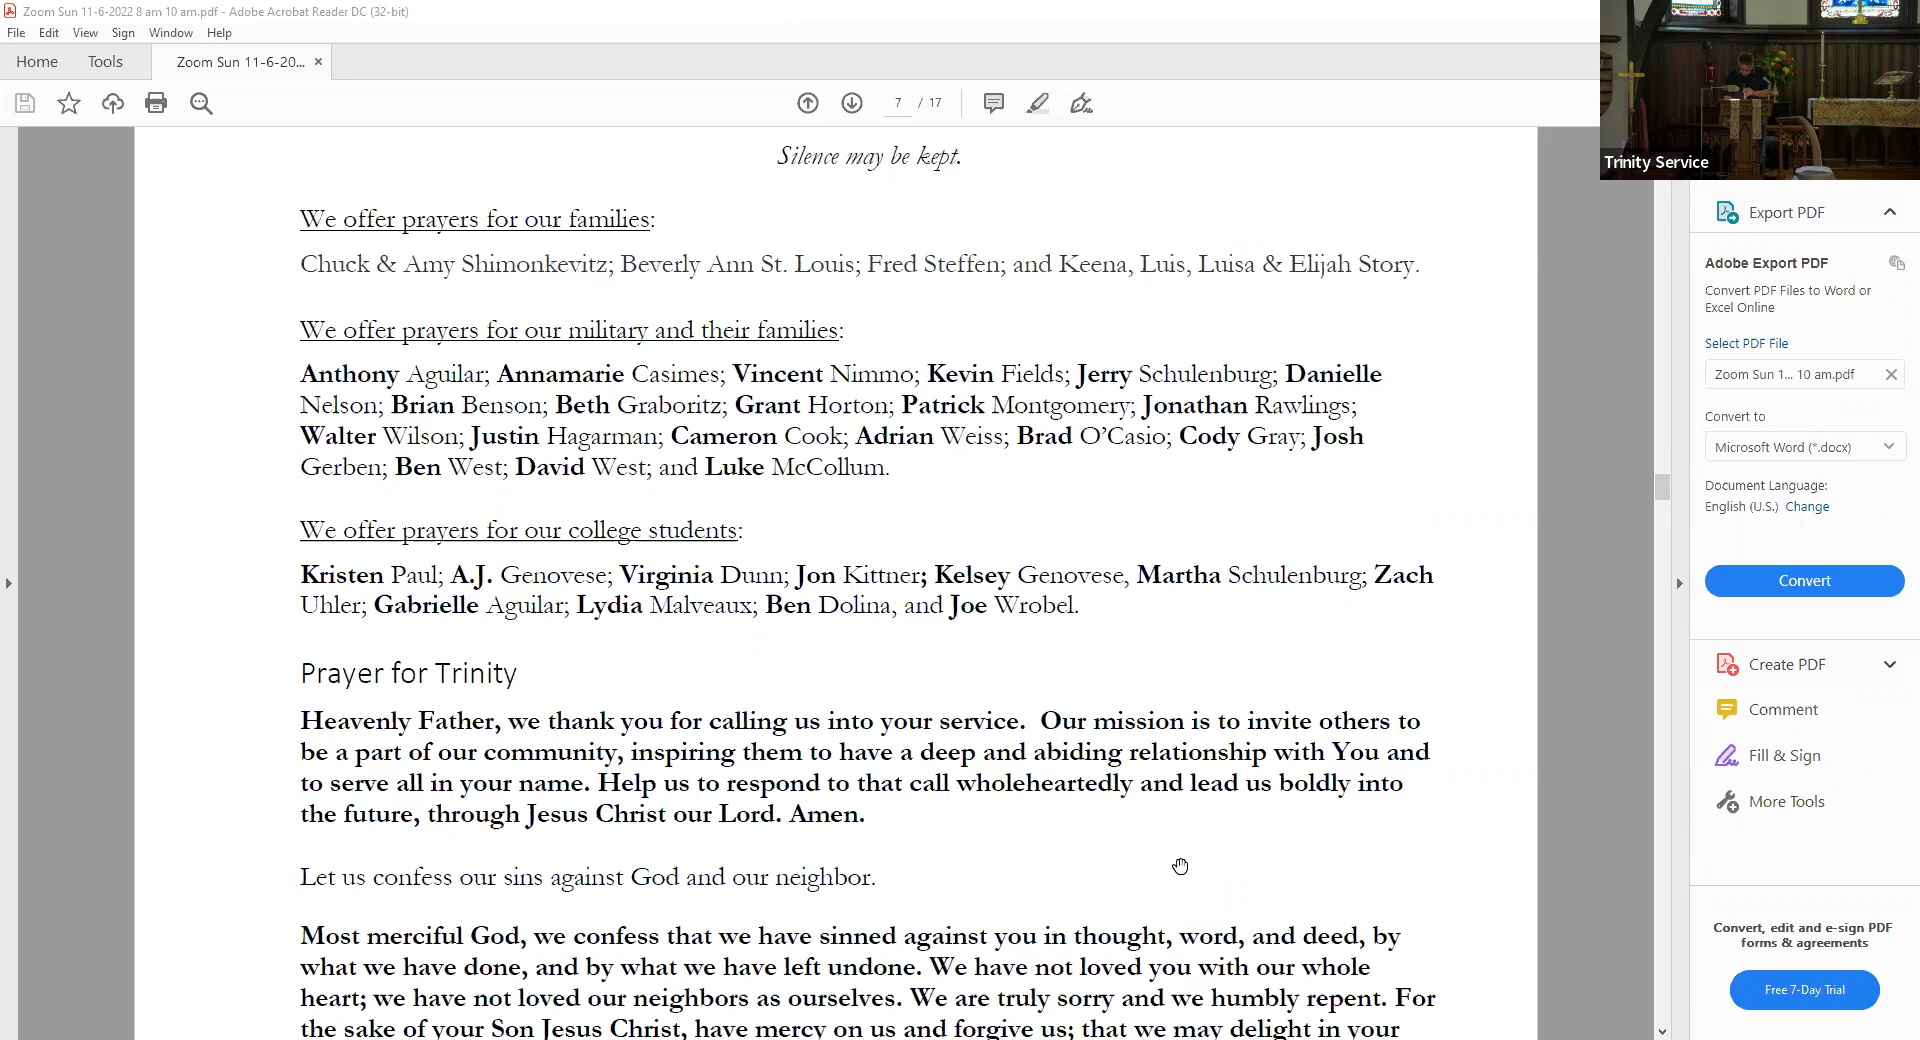 Zoom Sun 11-6-2022 8 am 10 am.pdf - Adobe Acrobat Reader DC (32-bit)
File Edit View Sign Window Help
Home Tools Zoom Sun 11-6-20... ×
7 / 17
Trinity Service
Silence may be kept.
We offer prayers for our families:
Chuck & Amy Shimonkevitz; Beverly Ann St. Louis; Fred Steffen; and Keena, Luis, Luisa & Elijah Story.
We offer prayers for our military and their families:
Anthony Aguilar; Annamarie Casimes; Vincent Nimmo; Kevin Fields; Jerry Schulenburg; Danielle
Nelson; Brian Benson; Beth Graboritz; Grant Horton; Patrick Montgomery; Jonathan Rawlings;
Walter Wilson; Justin Hagarman; Cameron Cook; Adrian Weiss; Brad O’Casio; Cody Gray; Josh
Gerben; Ben West; David West; and Luke McCollum.
We offer prayers for our college students:
Kristen Paul; A.J. Genovese; Virginia Dunn; Jon Kittner; Kelsey Genovese, Martha Schulenburg; Zach
Uhler; Gabrielle Aguilar; Lydia Malveaux; Ben Dolina, and Joe Wrobel.
Prayer for Trinity
Heavenly Father, we thank you for calling us into your service. Our mission is to invite others to
be a part of our community, inspiring them to have a deep and abiding relationship with You and
to serve all in your name. Help us to respond to that call wholeheartedly and lead us boldly into
the future, through Jesus Christ our Lord. Amen.
Let us confess our sins against God and our neighbor.
Most merciful God, we confess that we have sinned against you in thought, word, and deed, by
what we have done, and by what we have left undone. We have not loved you with our whole
heart; we have not loved our neighbors as ourselves. We are truly sorry and we humbly repent. For
the sake of your Son Jesus Christ, have mercy on us and forgive us; that we may delight in your
Export PDF
Adobe Export PDF
Convert PDF Files to Word or
Excel Online
Select PDF File
Zoom Sun 1... 10 am.pdf
Convert to
Microsoft Word (*.docx)
Document Language:
English (U.S.) Change
Convert
Create PDF
Comment
Fill & Sign
More Tools
Convert, edit and e-sign PDF
forms & agreements
Free 7-Day Trial